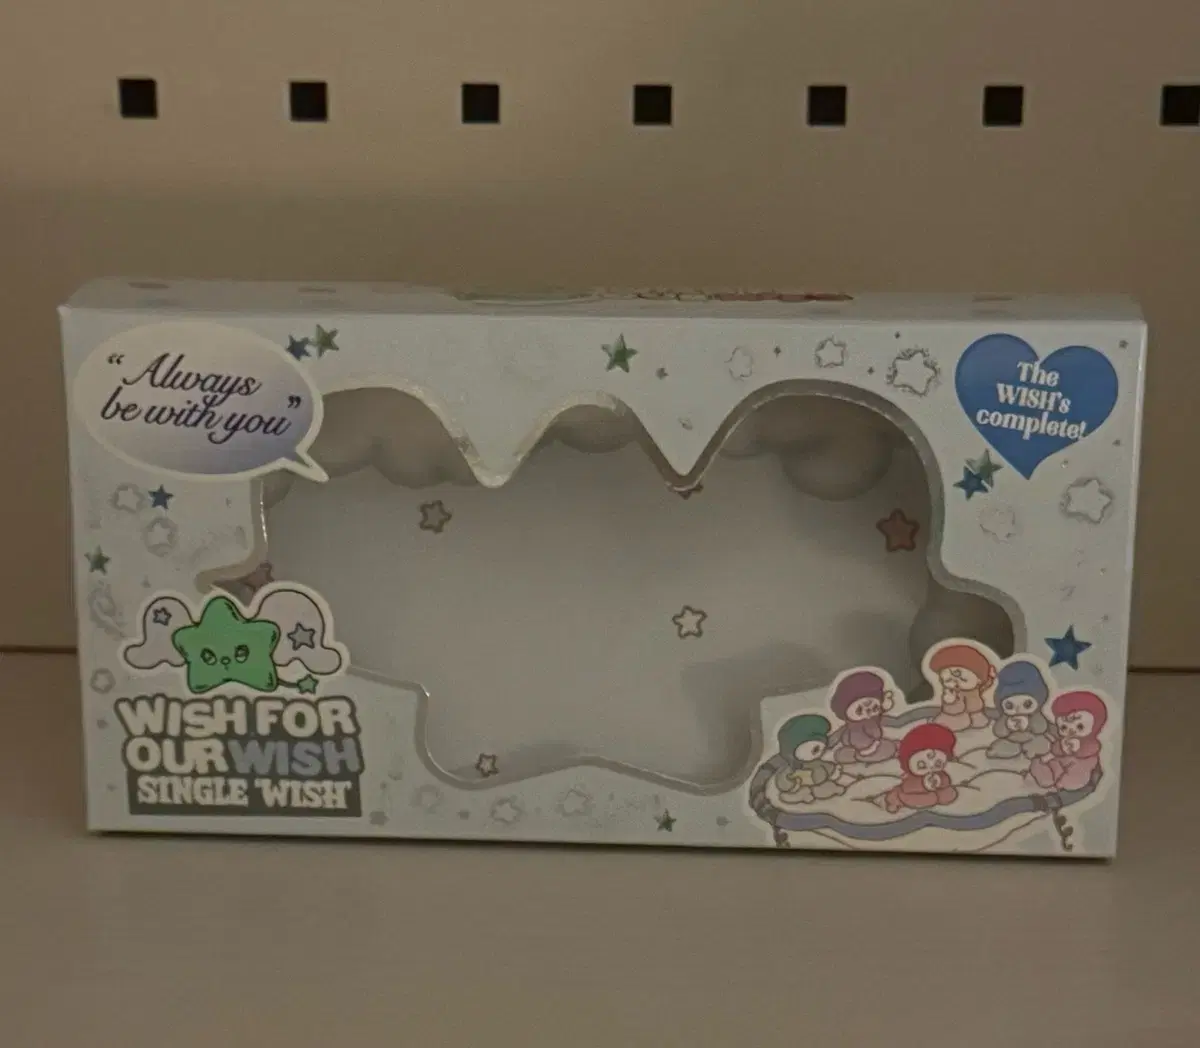 “Always
be with you”
The
WISH's
complete!
WISH FOR
OUR WISH
SINGLE 'WISH'